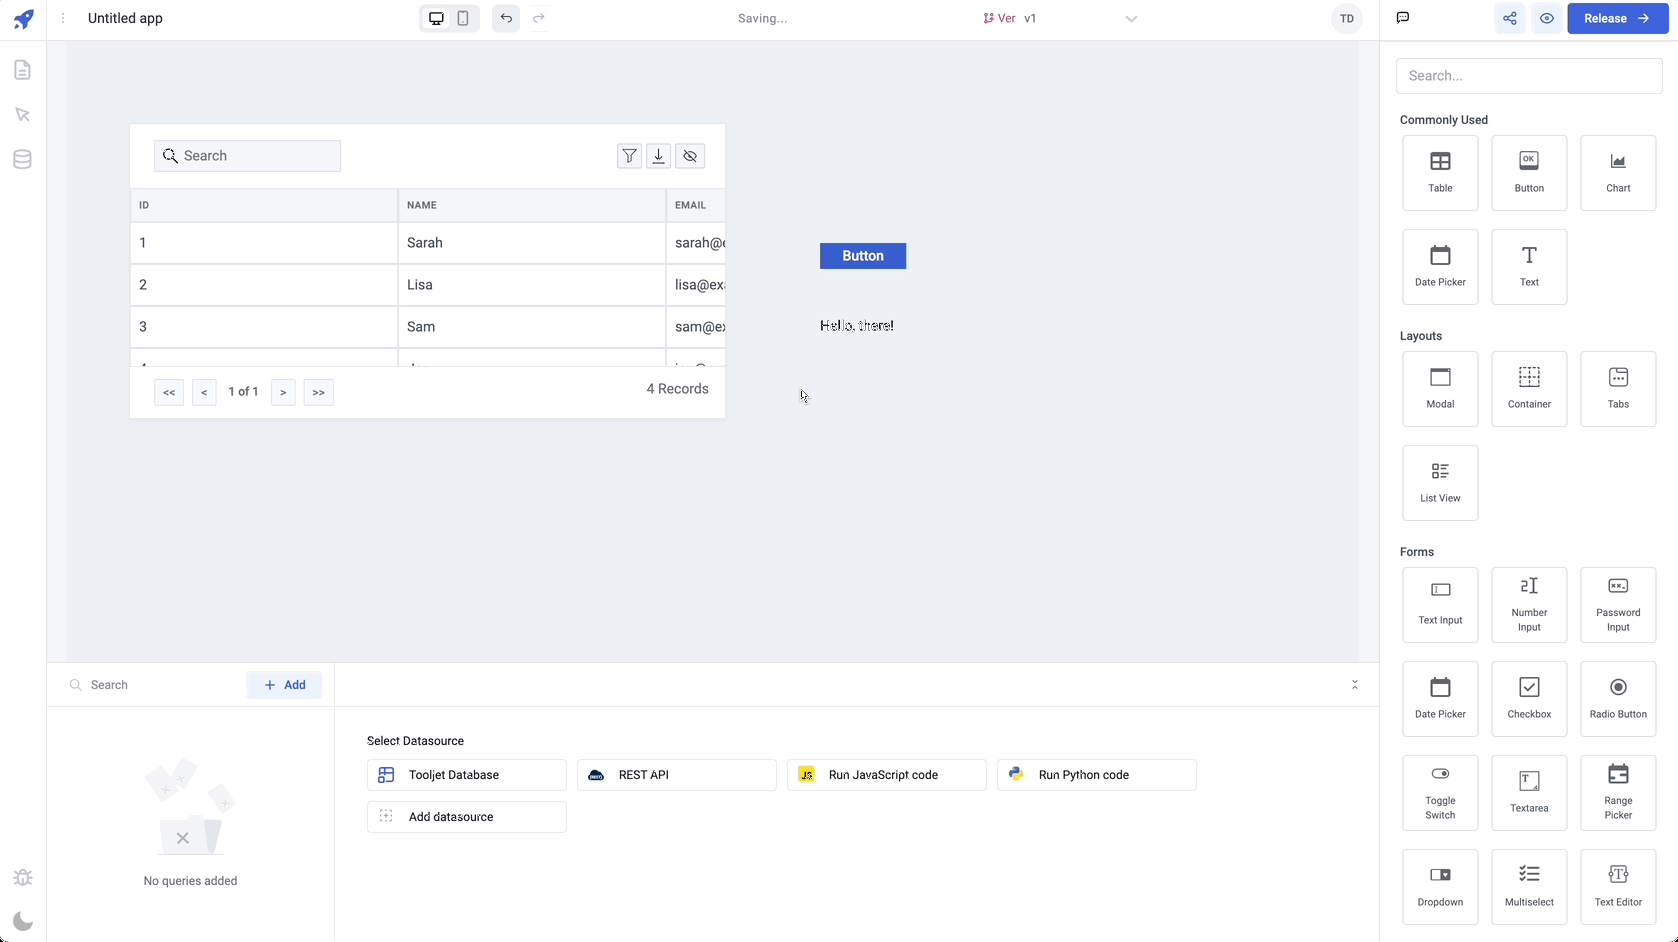 Untitled app
Saving...
Ver v1
TD
Release
Search...
Commonly Used
Table
Button
Chart
Date Picker
Text
Layouts
Modal
Container
Tabs
List View
Forms
Text Input
Number
Input
Password
Input
Date Picker
Checkbox
Radio Button
Toggle
Switch
Textarea
Range
Picker
Dropdown
Multiselect
Text Editor
Search
ID NAME EMAIL
1 Sarah sarah@e
2 Lisa lisa@exa
3 Sam sam@ex
<< < 1 of 1 > >>
4 Records
Button
Hello, there!
Search
+ Add
No queries added
Select Datasource
Tooljet Database
REST API
JS Run JavaScript code
Run Python code
Add datasource